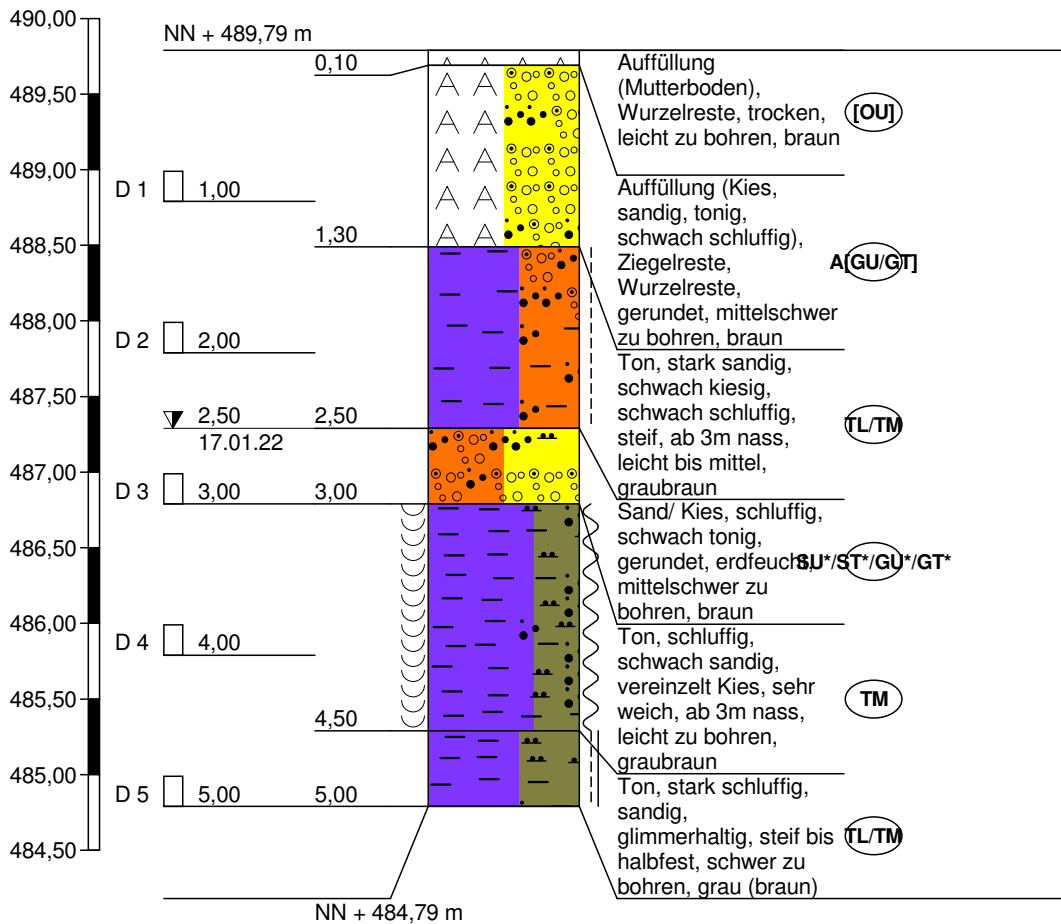 490,00
489,50
489,00
488,50
488,00
487,50
487,00
486,50
486,00
485,50
485,00
484,50
NN + 489,79 m
0,10
D 1
1,00
1,30
D 2
2,00
2,50
2,50
17.01.22
D 3
3,00
3,00
D 4
4,00
4,50
D 5
5,00
5,00
NN + 484,79 m
Auffüllung
(Mutterboden),
Wurzelreste, trocken,
leicht zu bohren, braun
[OU]
Auffüllung (Kies,
sandig, tonig,
schwach schluffig),
Ziegelreste,
Wurzelreste,
gerundet, mittelschwer
zu bohren, braun
A[GU/GT]
Ton, stark sandig,
schwach kiesig,
schwach schluffig,
steif, ab 3m nass,
leicht bis mittel,
graubraun
TL/TM
Sand/ Kies, schluffig,
schwach tonig,
gerundet, erdfeucht,
mittelschwer zu
bohren, braun
SU*/ST*/GU*/GT*
Ton, schluffig,
schwach sandig,
vereinzelt Kies, sehr
weich, ab 3m nass,
leicht zu bohren,
graubraun
TM
Ton, stark schluffig,
sandig,
glimmerhaltig, steif bis
halbfest, schwer zu
bohren, grau (braun)
TL/TM